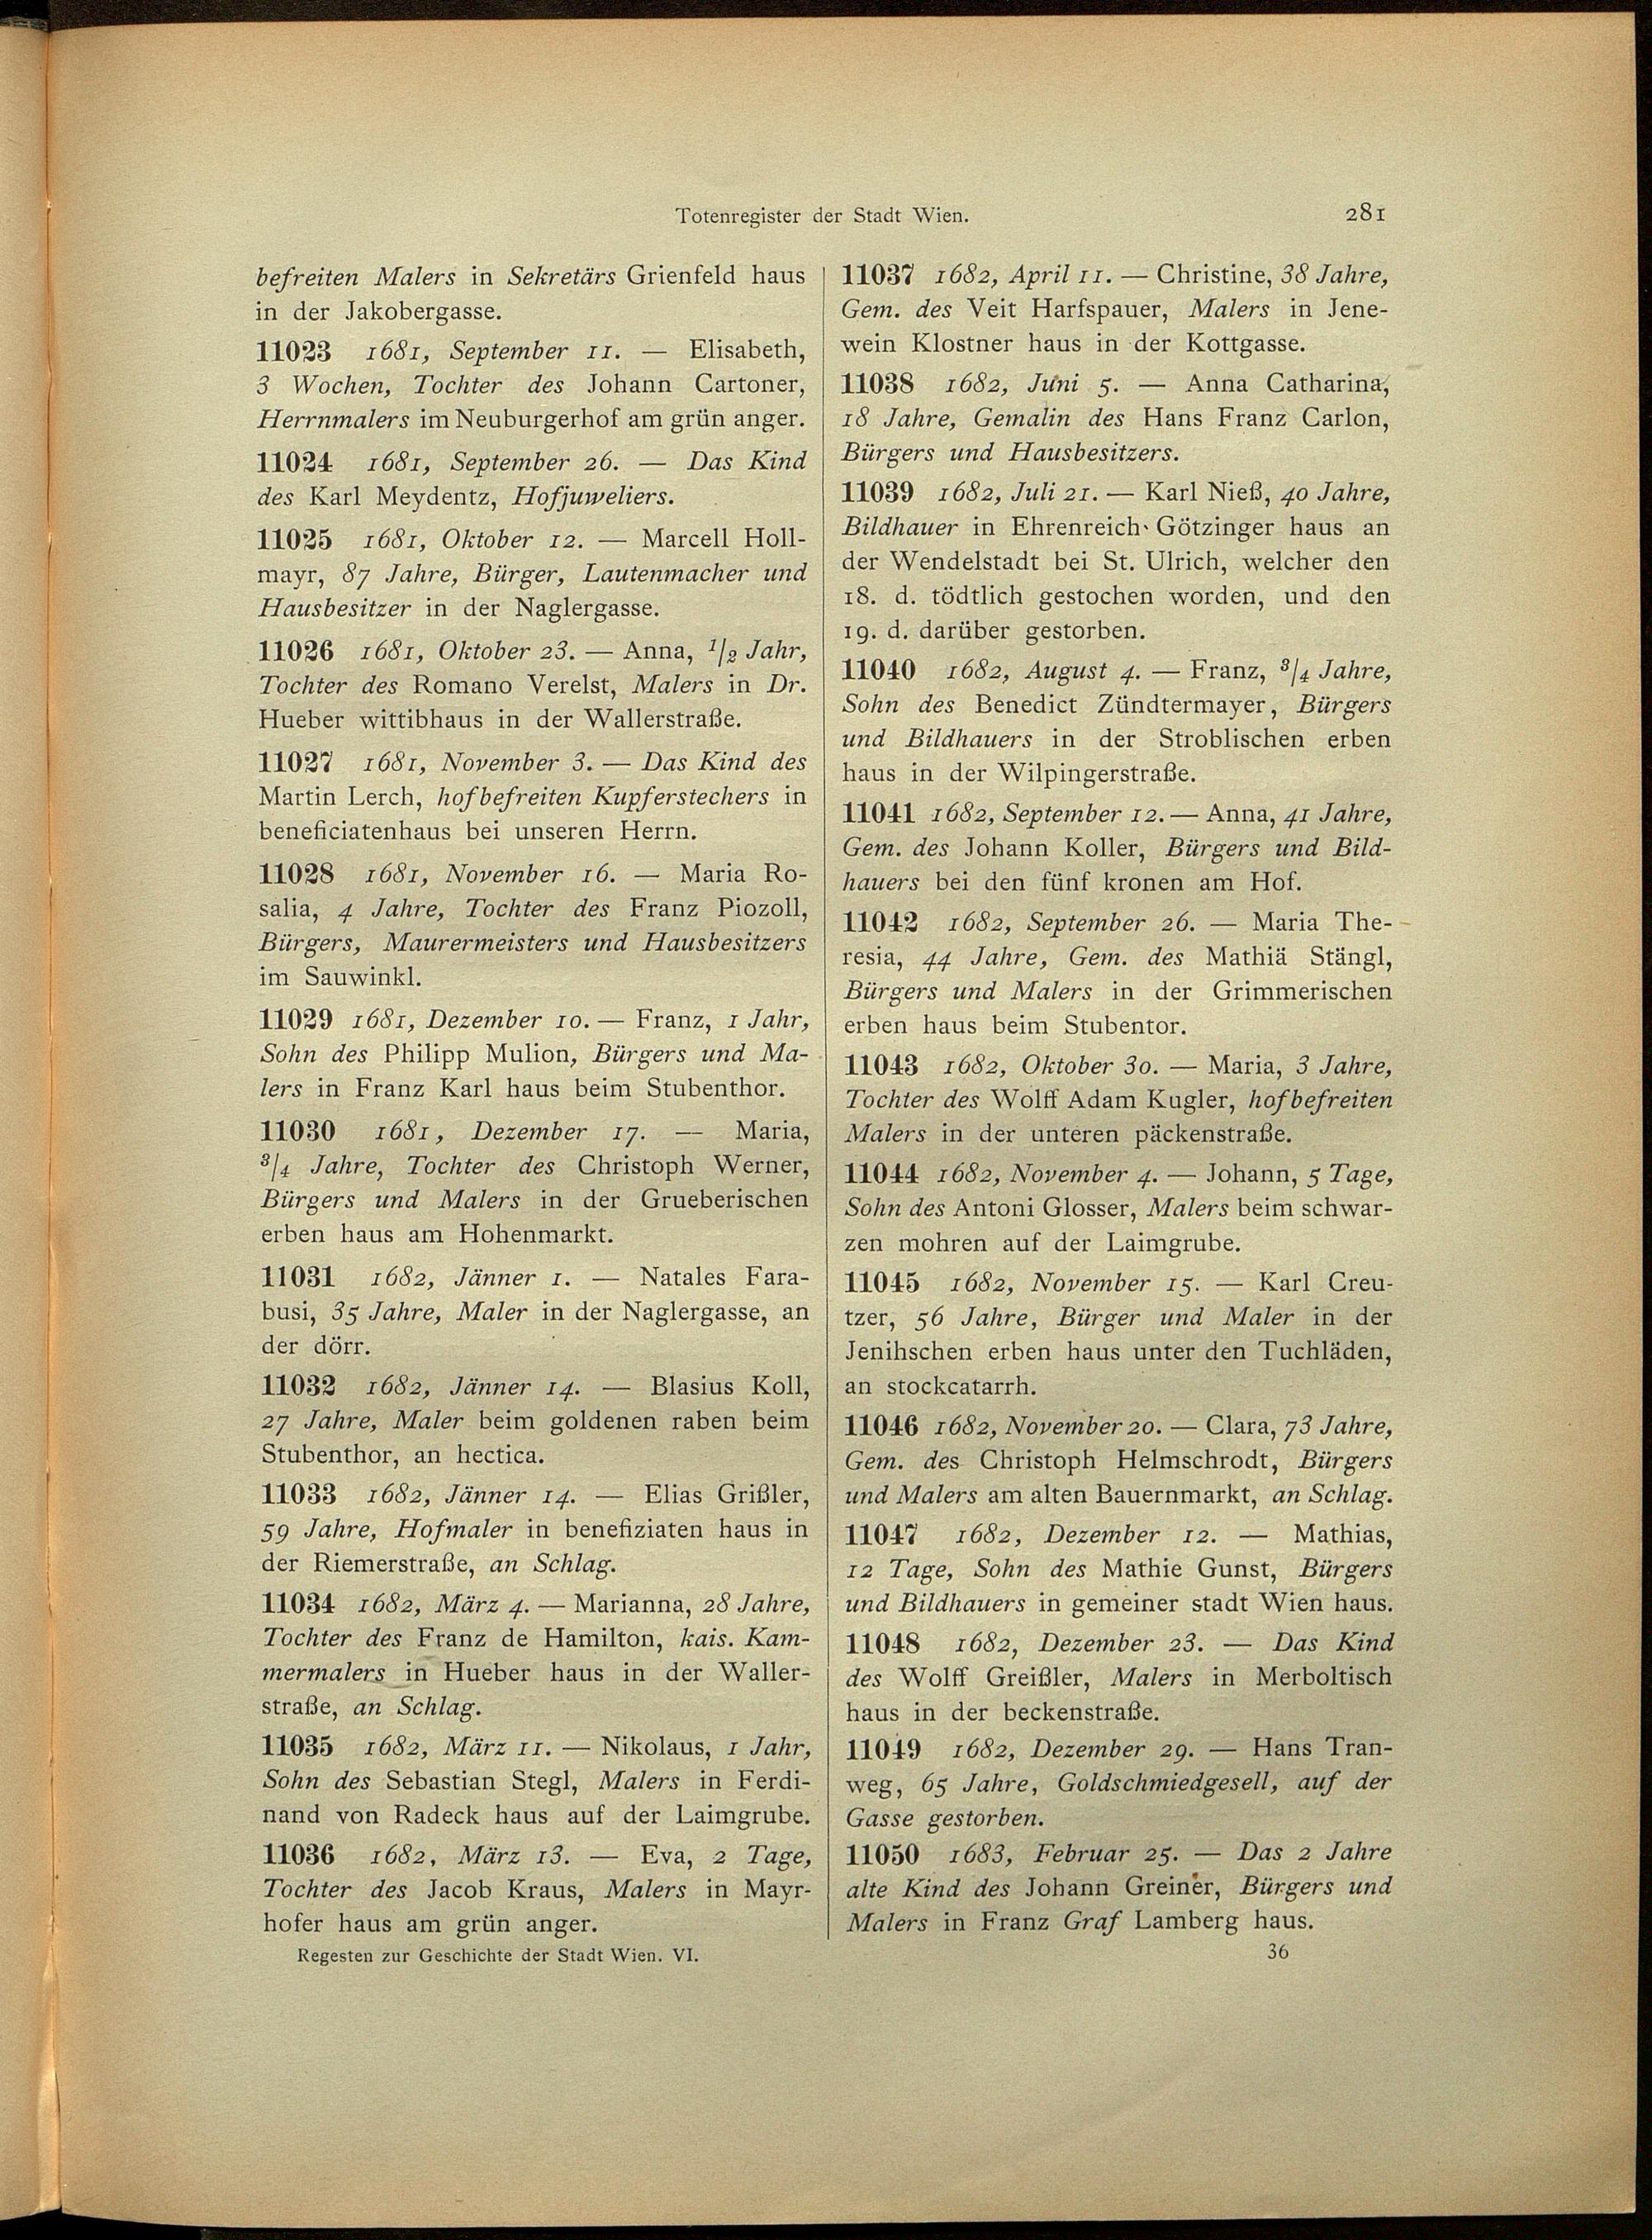 Totenregister der Stadt Wien.
281
befreiten Malers in Sekretärs Grienfeld haus
in der Jakobergasse.
11023 1681, September 11. — Elisabeth,
3 Wochen, Tochter des Johann Cartoner,
Herrnmalers im Neuburgerhof am grün anger.
11024 1681, September 26. — Das Kind
des Karl Meydentz, Hofjuweliers.
11025 1681, Oktober 12. — Marcell Holl-
mayr, 87 Jahre, Bürger, Lautenmacher und
Hausbesitzer in der Naglergasse.
11026 1681, Oktober 23. — Anna, 1/2 Jahr,
Tochter des Romano Verelst, Malers in Dr.
Hueber wittibhaus in der Wallerstraße.
11027 1681, November 3. — Das Kind des
Martin Lerch, hofbefreiten Kupferstechers in
beneficiatenhaus bei unseren Herrn.
11028 1681, November 16. — Maria Ro-
salia, 4 Jahre, Tochter des Franz Piozoll,
Bürgers, Maurermeisters und Hausbesitzers
im Sauwinkl.
11029 1681, Dezember 10. — Franz, 1 Jahr,
Sohn des Philipp Mulion, Bürgers und Ma-
lers in Franz Karl haus beim Stubenthor.
11030 1681, Dezember 17. — Maria,
3/4 Jahre, Tochter des Christoph Werner,
Bürgers und Malers in der Grueberischen
erben haus am Hohenmarkt.
11031 1682, Jänner 1. — Natales Fara-
busi, 35 Jahre, Maler in der Naglergasse, an
der dörr.
11032 1682, Jänner 14. — Blasius Koll,
27 Jahre, Maler beim goldenen raben beim
Stubenthor, an hectica.
11033 1682, Jänner 14. — Elias Grißler,
59 Jahre, Hofmaler in benefiziaten haus in
der Riemerstraße, an Schlag.
11034 1682, März 4. — Marianna, 28 Jahre,
Tochter des Franz de Hamilton, kais. Kam-
mermalers in Hueber haus in der Waller-
straße, an Schlag.
11035 1682, März 11. — Nikolaus, 1 Jahr,
Sohn des Sebastian Stegl, Malers in Ferdi-
nand von Radeck haus auf der Laimgrube.
11036 1682, März 13. — Eva, 2 Tage,
Tochter des Jacob Kraus, Malers in Mayr-
hofer haus am grün anger.
11037 1682, April 11. — Christine, 38 Jahre,
Gem. des Veit Harfspauer, Malers in Jene-
wein Klostner haus in der Kottgasse.
11038 1682, Juni 5. — Anna Catharina,
18 Jahre, Gemalin des Hans Franz Carlon,
Bürgers und Hausbesitzers.
11039 1682, Juli 21. — Karl Nieß, 40 Jahre,
Bildhauer in Ehrenreich Götzinger haus an
der Wendelstadt bei St. Ulrich, welcher den
18. d. tödtlich gestochen worden, und den
19. d. darüber gestorben.
11040 1682, August 4. — Franz, 3/4 Jahre,
Sohn des Benedict Zündtermayer, Bürgers
und Bildhauers in der Stroblischen erben
haus in der Wilpingerstraße.
11041 1682, September 12. — Anna, 41 Jahre,
Gem. des Johann Koller, Bürgers und Bild-
hauers bei den fünf kronen am Hof.
11042 1682, September 26. — Maria The-
resia, 44 Jahre, Gem. des Mathiä Stängl,
Bürgers und Malers in der Grimmerischen
erben haus beim Stubentor.
11043 1682, Oktober 30. — Maria, 3 Jahre,
Tochter des Wolff Adam Kugler, hofbefreiten
Malers in der unteren päckenstraße.
11044 1682, November 4. — Johann, 5 Tage,
Sohn des Antoni Glosser, Malers beim schwar-
zen mohren auf der Laimgrube.
11045 1682, November 15. — Karl Creu-
tzer, 56 Jahre, Bürger und Maler in der
Jenihschen erben haus unter den Tuchläden,
an stockcatarrh.
11046 1682, November 20. — Clara, 73 Jahre,
Gem. des Christoph Helmschrodt, Bürgers
und Malers am alten Bauernmarkt, an Schlag.
11047 1682, Dezember 12. — Mathias,
12 Tage, Sohn des Mathie Gunst, Bürgers
und Bildhauers in gemeiner stadt Wien haus.
11048 1682, Dezember 23. — Das Kind
des Wolff Greißler, Malers in Merboltisch
haus in der beckenstraße.
11049 1682, Dezember 29. — Hans Tran-
weg, 65 Jahre, Goldschmiedgesell, auf der
Gasse gestorben.
11050 1683, Februar 25. — Das 2 Jahre
alte Kind des Johann Greiner, Bürgers und
Malers in Franz Graf Lamberg haus.
Regesten zur Geschichte der Stadt Wien. VI.
36